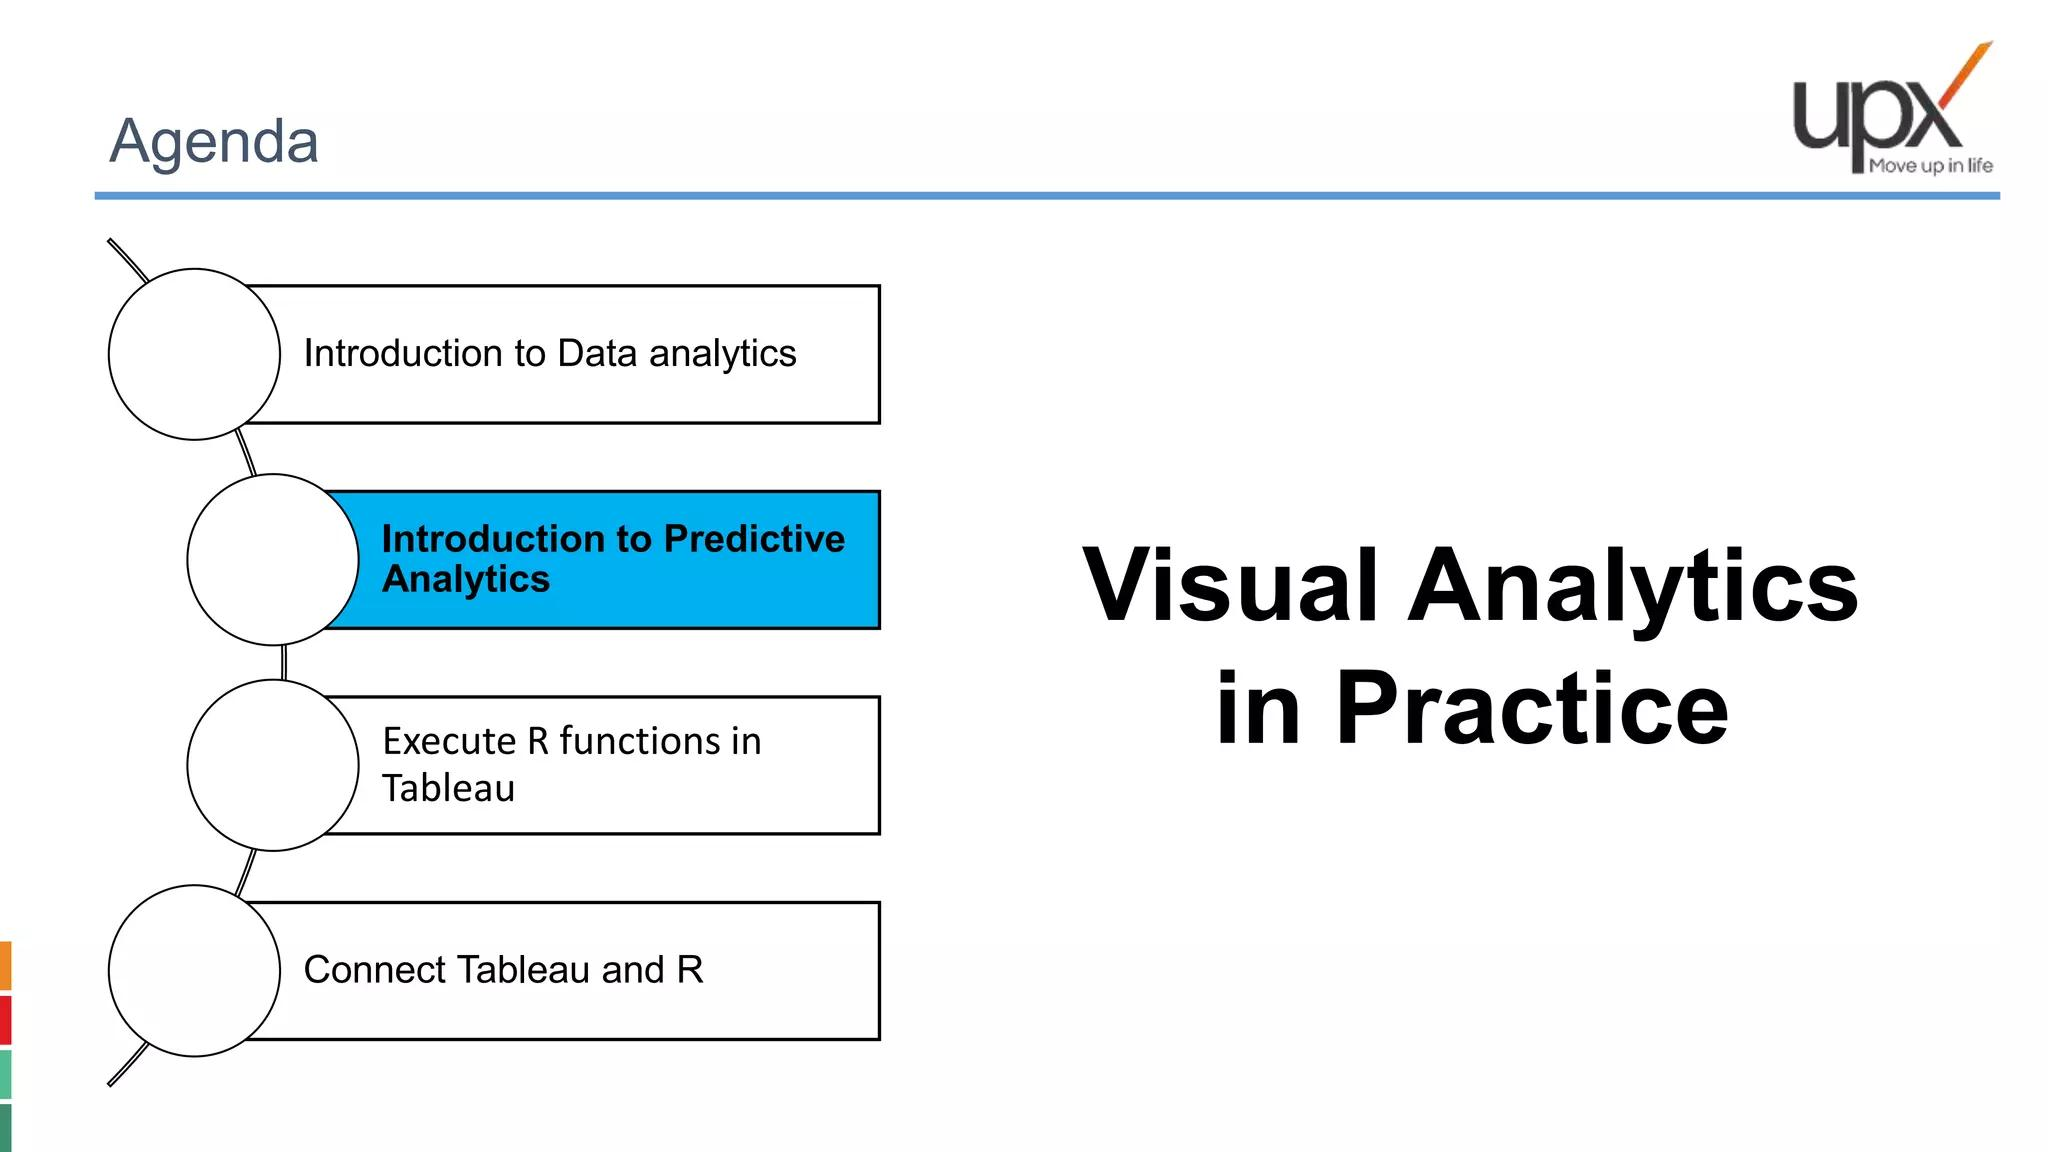 Agenda
upx
Move up in life
Introduction to Data analytics
Introduction to Predictive
Analytics
Execute R functions in
Tableau
Connect Tableau and R
Visual Analytics
in Practice